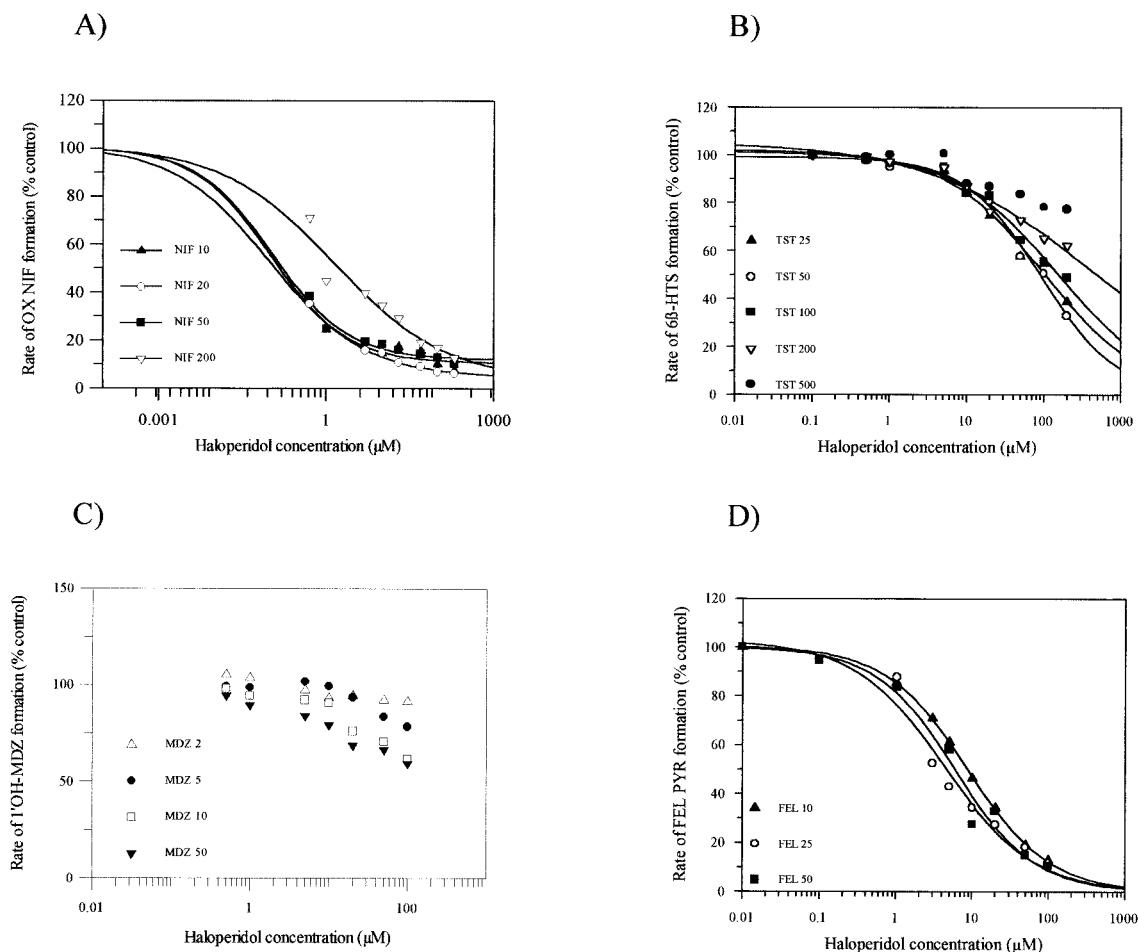 A)
120
100
80
60
40
20
0
Rate of OX NIF formation (% control)
NIF 10
NIF 20
NIF 50
NIF 200
0.001
1
1000
Haloperidol concentration (µM)
B)
120
100
80
60
40
20
0
Rate of 6ß-HTS formation (% control)
TST 25
TST 50
TST 100
TST 200
TST 500
0.01
0.1
1
10
100
1000
Haloperidol concentration (µM)
C)
150
100
50
0
Rate of 1'OH-MDZ formation (% control)
MDZ 2
MDZ 5
MDZ 10
MDZ 50
0.01
1
100
Haloperidol concentration (µM)
D)
120
100
80
60
40
20
0
Rate of FEL PYR formation (% control)
FEL 10
FEL 25
FEL 50
0.01
0.1
1
10
100
1000
Haloperidol concentration (µM)